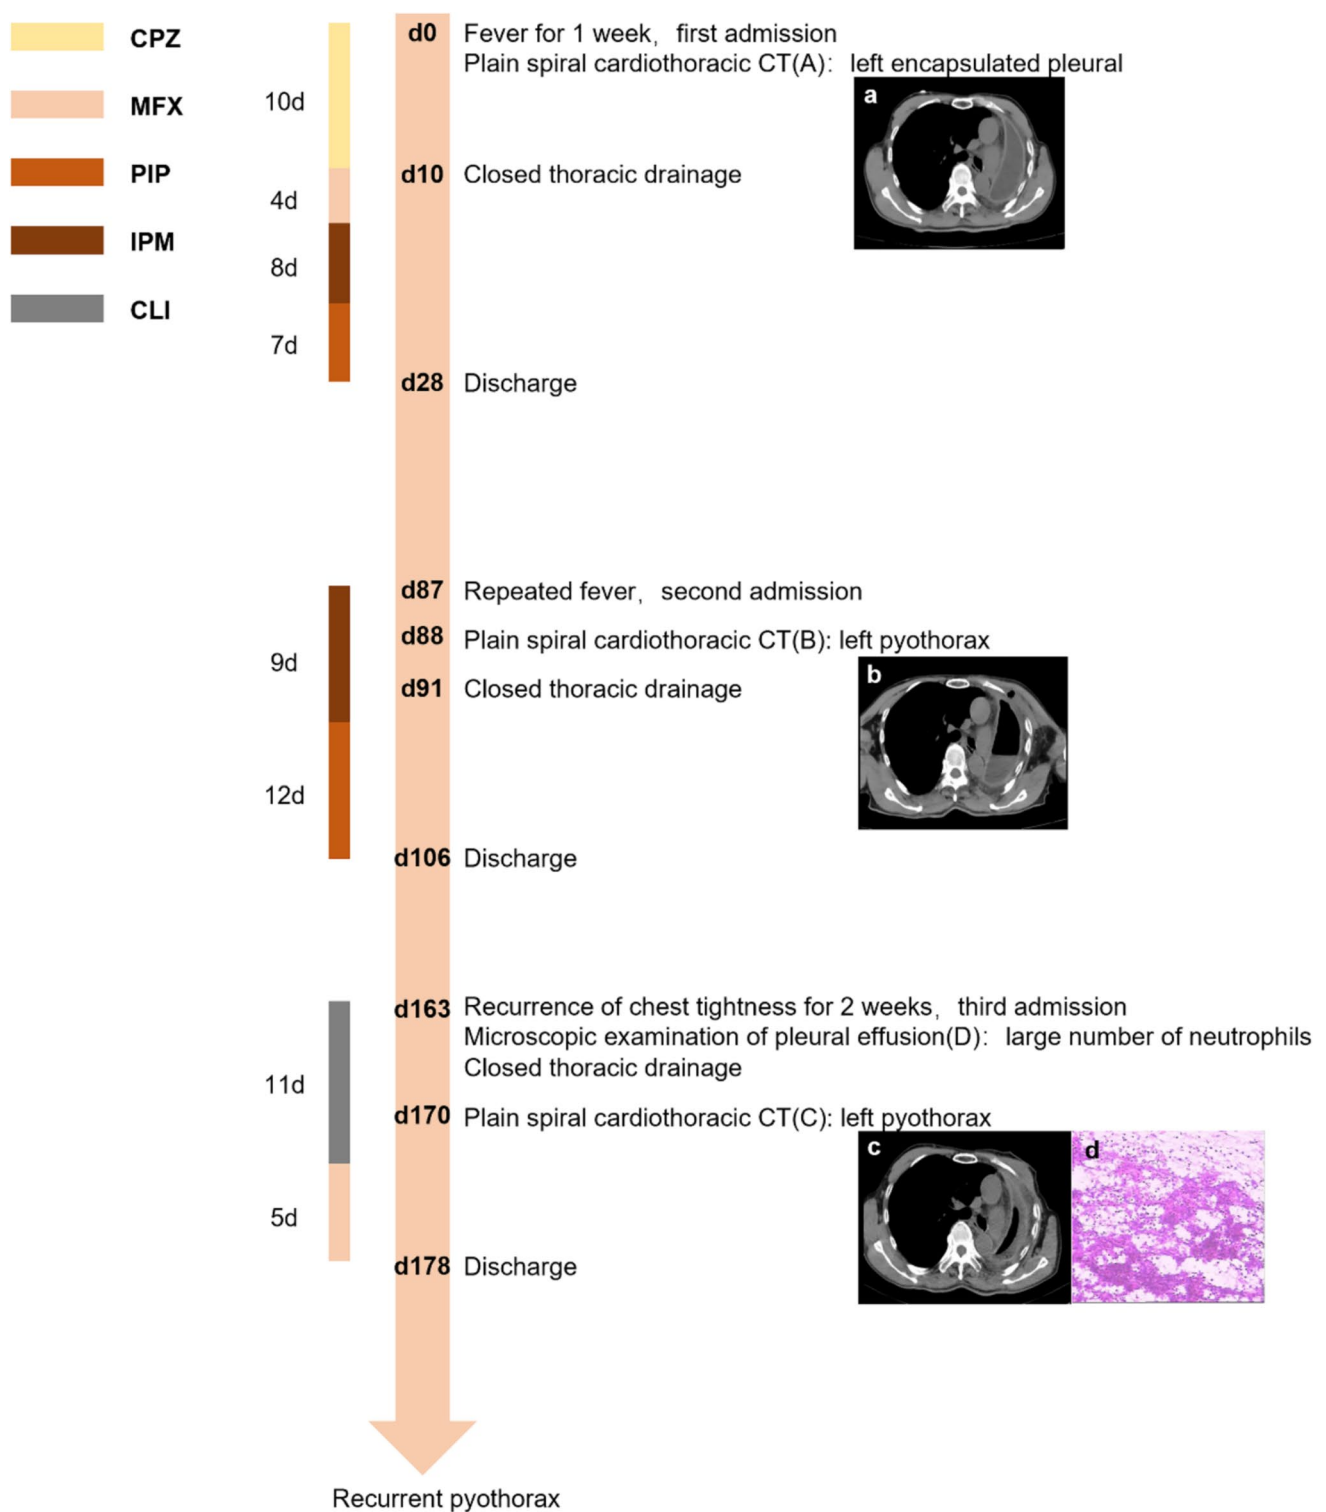 CPZ
MFX
PIP
IPM
CLI
10d
4d
8d
7d
9d
12d
11d
5d
d0 Fever for 1 week, first admission
Plain spiral cardiothoracic CT(A): left encapsulated pleural
a
d10 Closed thoracic drainage
d28 Discharge
d87 Repeated fever, second admission
d88 Plain spiral cardiothoracic CT(B): left pyothorax
b
d91 Closed thoracic drainage
d106 Discharge
d163 Recurrence of chest tightness for 2 weeks, third admission
Microscopic examination of pleural effusion(D): large number of neutrophils
Closed thoracic drainage
d170 Plain spiral cardiothoracic CT(C): left pyothorax
c
d
d178 Discharge
Recurrent pyothorax